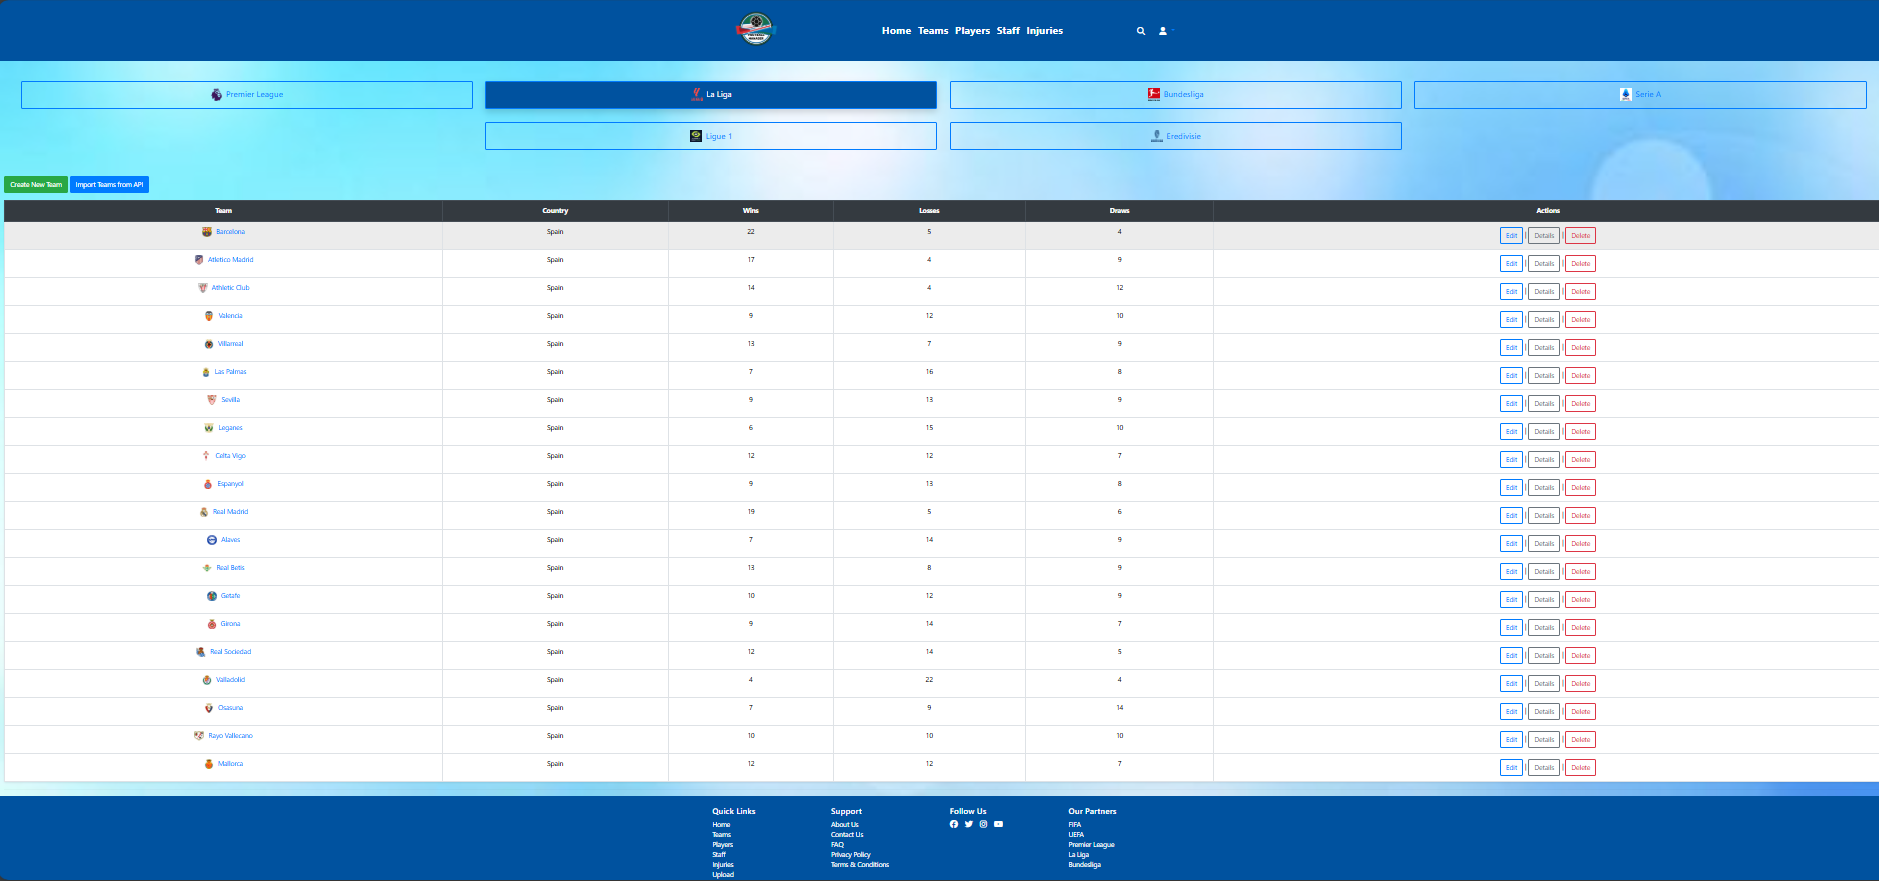 Home Teams Players Staff Injuries
Premier League La Liga Bundesliga Serie A
Ligue 1 Eredivisie
Create New Team Import Teams from API
Team Country Wins Losses Draws Actions
Barcelona Spain 22 5 4 Edit | Details | Delete
Atletico Madrid Spain 17 4 9 Edit | Details | Delete
Athletic Club Spain 14 4 12 Edit | Details | Delete
Valencia Spain 9 12 10 Edit | Details | Delete
Villarreal Spain 13 7 9 Edit | Details | Delete
Las Palmas Spain 7 16 8 Edit | Details | Delete
Sevilla Spain 9 13 9 Edit | Details | Delete
Leganes Spain 6 15 10 Edit | Details | Delete
Celta Vigo Spain 12 12 7 Edit | Details | Delete
Espanyol Spain 9 13 8 Edit | Details | Delete
Real Madrid Spain 19 5 6 Edit | Details | Delete
Alaves Spain 7 14 9 Edit | Details | Delete
Real Betis Spain 13 8 9 Edit | Details | Delete
Getafe Spain 10 12 9 Edit | Details | Delete
Girona Spain 9 14 7 Edit | Details | Delete
Real Sociedad Spain 12 14 5 Edit | Details | Delete
Valladolid Spain 4 22 4 Edit | Details | Delete
Osasuna Spain 7 9 14 Edit | Details | Delete
Rayo Vallecano Spain 10 10 10 Edit | Details | Delete
Mallorca Spain 12 12 7 Edit | Details | Delete
Quick Links
Home
Teams
Players
Staff
Injuries
Upload
Support
About Us
Contact Us
FAQ
Privacy Policy
Terms & Conditions
Follow Us
Our Partners
FIFA
UEFA
Premier League
La Liga
Bundesliga